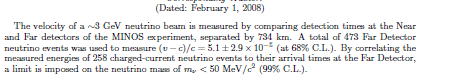 (Dated: February 1, 2008)
The velocity of a ~3 GeV neutrino beam is measured by comparing detection times at the Near
and Far detectors of the MINOS experiment, separated by 734 km. A total of 473 Far Detector
neutrino events was used to measure (v − c)/c = 5.1 ± 2.9 × 10⁻⁵ (at 68% C.L.). By correlating the
measured energies of 258 charged-current neutrino events to their arrival times at the Far Detector,
a limit is imposed on the neutrino mass of mᵥ < 50 MeV/c² (99% C.L.).